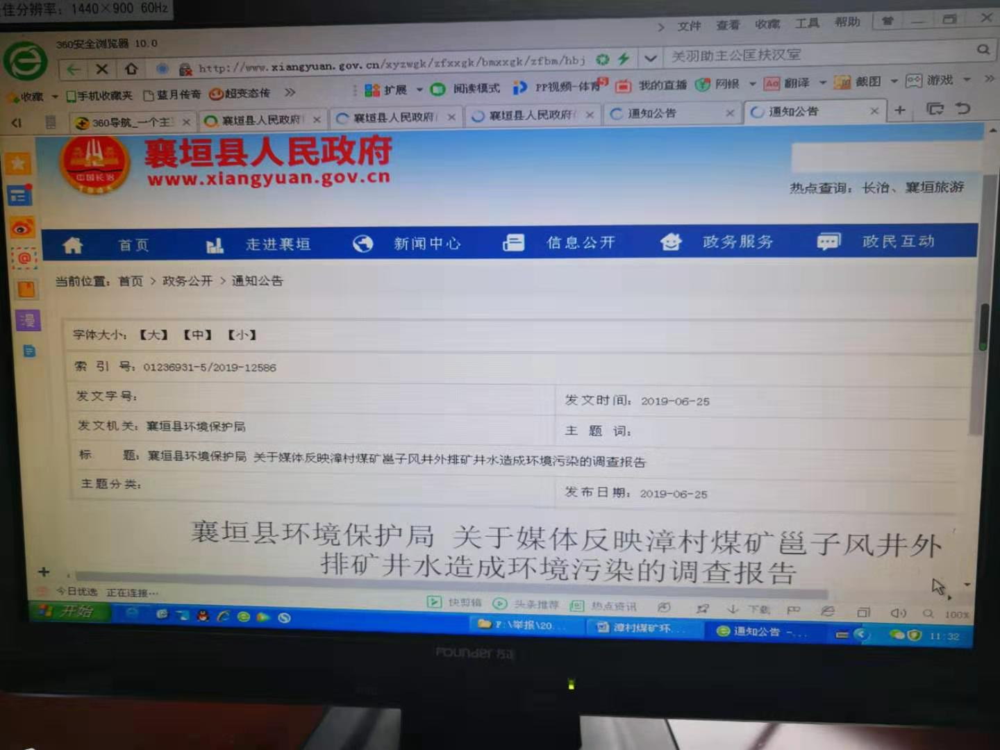 佳分辨率：1440×900 60Hz
360安全浏览器 10.0
文件 查看 收藏 工具 帮助
http://www.xiangyuan.gov.cn/xyzwgk/zfxxgk/bmxxgk/zfbm/hbj
关羽助主公匡扶汉室
收藏 手机收藏夹 蓝月传奇 超变态传 扩展 阅读模式 PP视频-体育 我的直播 网银 翻译 截图 游戏
360导航_一个主 襄垣县人民政府 襄垣县人民政府 襄垣县人民政府 通知公告 通知公告
襄垣县人民政府
www.xiangyuan.gov.cn
中国长治
热点查询：长治、襄垣旅游
首页 走进襄垣 新闻中心 信息公开 政务服务 政民互动
当前位置：首页 > 政务公开 > 通知公告
字体大小：【大】 【中】 【小】
索 引 号：01236931-5/2019-12586
发文字号： 发文时间：2019-06-25
发文机关：襄垣县环境保护局 主 题 词：
标 题：襄垣县环境保护局 关于媒体反映漳村煤矿邕子风井外排矿井水造成环境污染的调查报告
主题分类： 发布日期：2019-06-25
襄垣县环境保护局 关于媒体反映漳村煤矿邕子风井外
排矿井水造成环境污染的调查报告
今日优选 正在连接… 快剪辑 头条推荐 热点资讯 下载 100%
开始 F:\举报\20... 漳村煤矿环... 通知公告 -... 11:32
Founder 方正